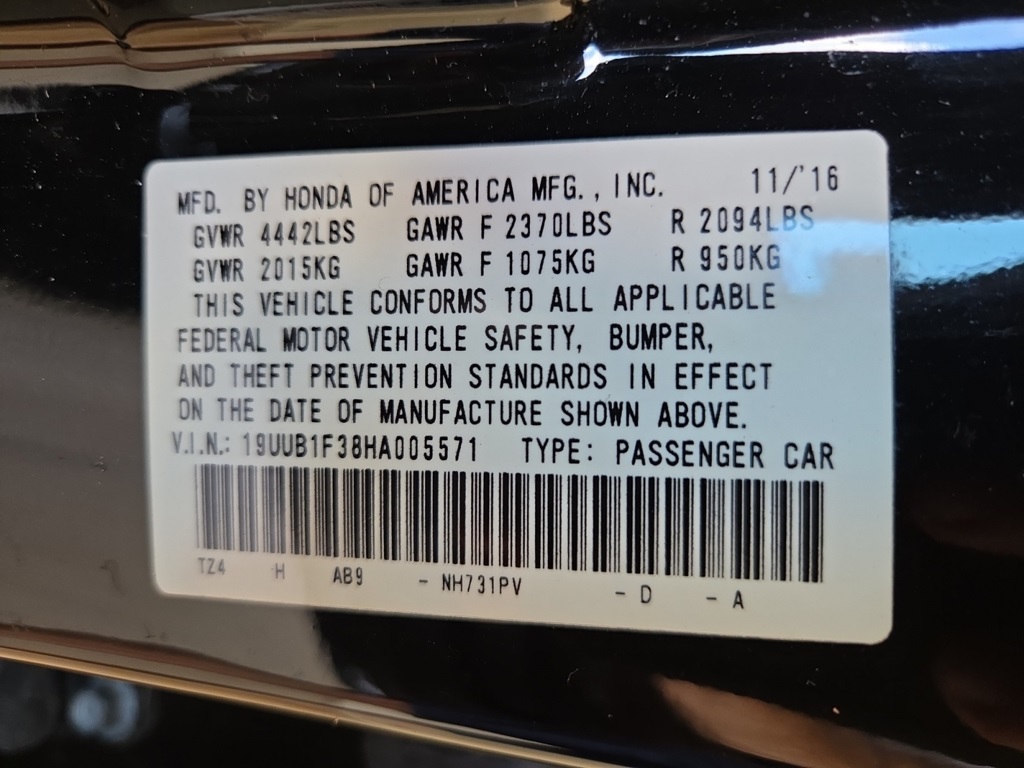 MFD. BY HONDA OF AMERICA MFG., INC. 11/'16
GVWR 4442LBS GAWR F 2370LBS R 2094LBS
GVWR 2015KG GAWR F 1075KG R 950KG
THIS VEHICLE CONFORMS TO ALL APPLICABLE
FEDERAL MOTOR VEHICLE SAFETY, BUMPER,
AND THEFT PREVENTION STANDARDS IN EFFECT
ON THE DATE OF MANUFACTURE SHOWN ABOVE.
V.I.N.: 19UUB1F38HA005571 TYPE: PASSENGER CAR
TZ4 H AB9 - NH731PV - D - A